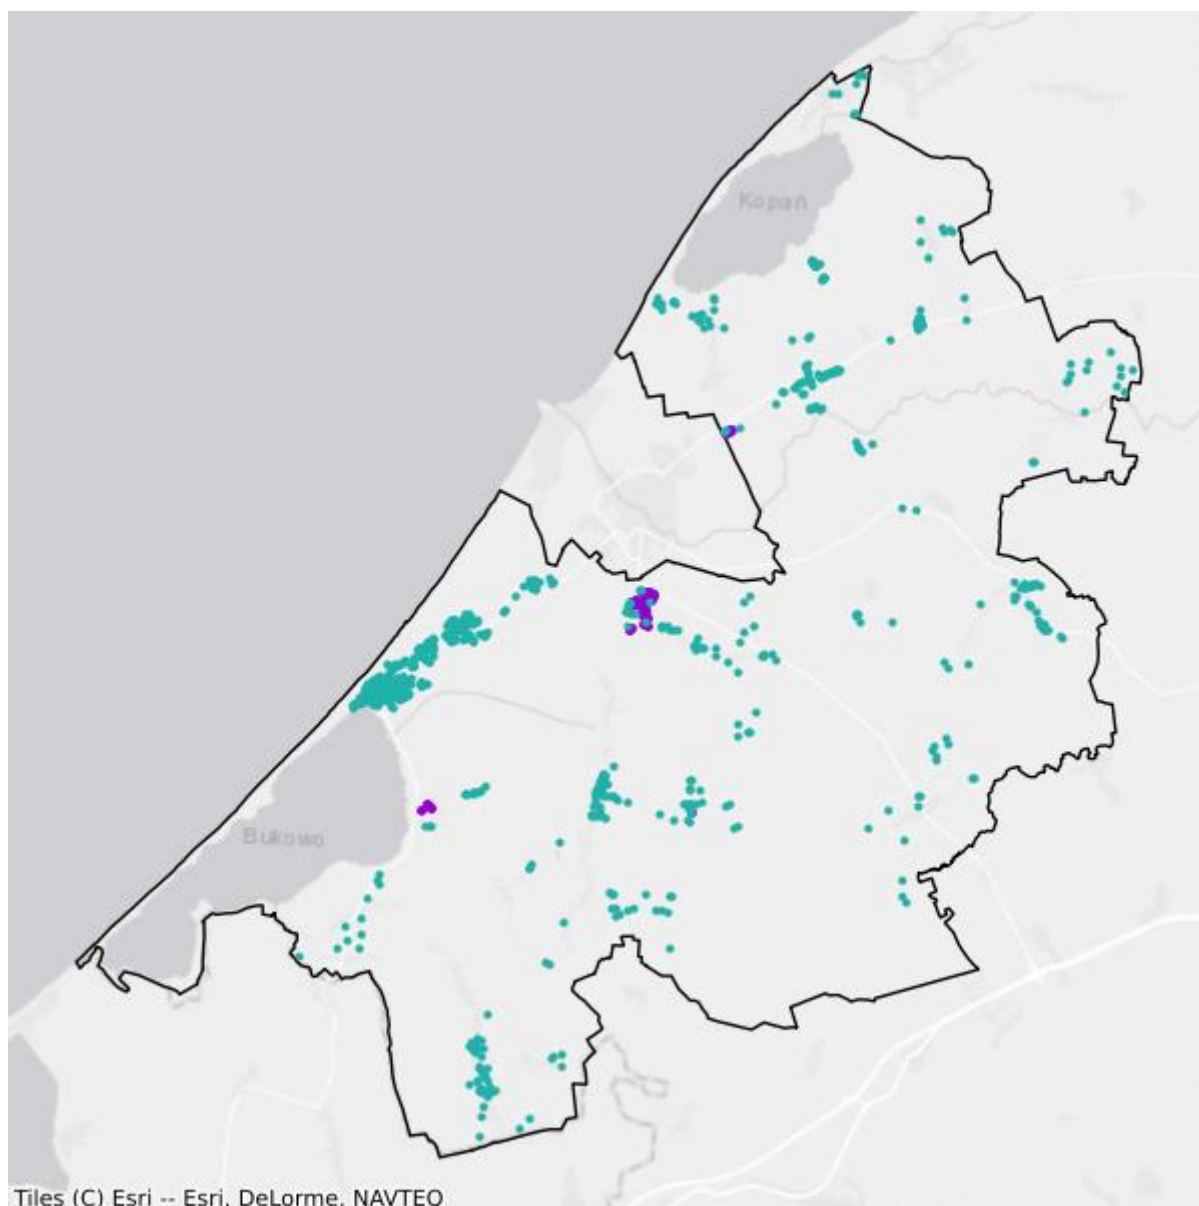 Kopań
Bukowo
Tiles (C) Esri -- Esri, DeLorme, NAVTEQ